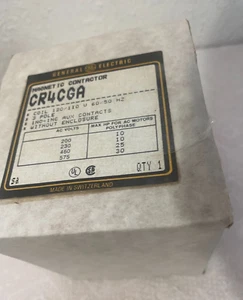 GENERAL ELECTRIC
MAGNETIC CONTACTOR
CR4CGA
COIL 120-110 V 60-50 HZ
3 POLE
INO-1NC AUX CONTACTS
WITHOUT ENCLOSURE
AC VOLTS
MAX HP FOR AC MOTORS
POLYPHASE
200 10
230 10
460 25
575 30
QTY 1
MADE IN SWITZERLAND